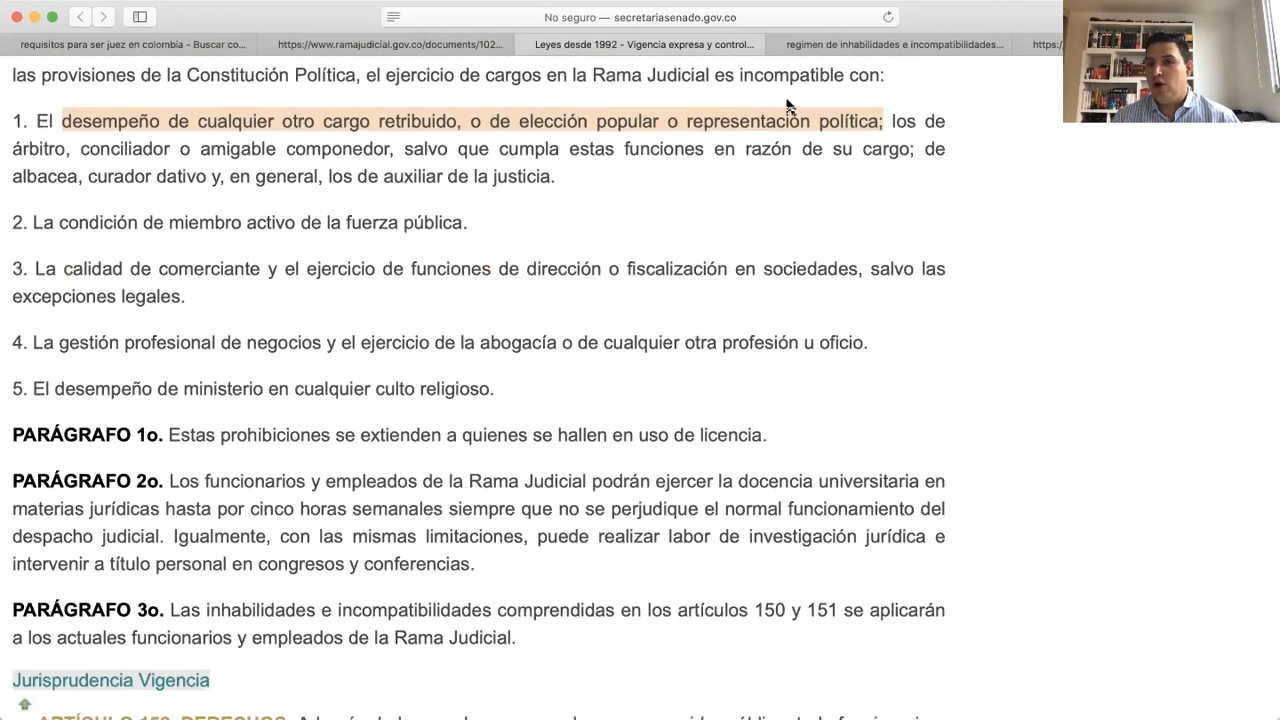 No seguro — secretariasenado.gov.co
requisitos para ser juez en colombia - Buscar co...
https://www.ramajudicial.gov.co/documents/102...
Leyes desde 1992 - Vigencia expresa y control...
regimen de inhabilidades e incompatibilidades...
https:/
las provisiones de la Constitución Política, el ejercicio de cargos en la Rama Judicial es incompatible con:
1. El desempeño de cualquier otro cargo retribuido, o de elección popular o representación política; los de
árbitro, conciliador o amigable componedor, salvo que cumpla estas funciones en razón de su cargo; de
albacea, curador dativo y, en general, los de auxiliar de la justicia.
2. La condición de miembro activo de la fuerza pública.
3. La calidad de comerciante y el ejercicio de funciones de dirección o fiscalización en sociedades, salvo las
excepciones legales.
4. La gestión profesional de negocios y el ejercicio de la abogacía o de cualquier otra profesión u oficio.
5. El desempeño de ministerio en cualquier culto religioso.
PARÁGRAFO 1o. Estas prohibiciones se extienden a quienes se hallen en uso de licencia.
PARÁGRAFO 2o. Los funcionarios y empleados de la Rama Judicial podrán ejercer la docencia universitaria en
materias jurídicas hasta por cinco horas semanales siempre que no se perjudique el normal funcionamiento del
despacho judicial. Igualmente, con las mismas limitaciones, puede realizar labor de investigación jurídica e
intervenir a título personal en congresos y conferencias.
PARÁGRAFO 3o. Las inhabilidades e incompatibilidades comprendidas en los artículos 150 y 151 se aplicarán
a los actuales funcionarios y empleados de la Rama Judicial.
Jurisprudencia Vigencia